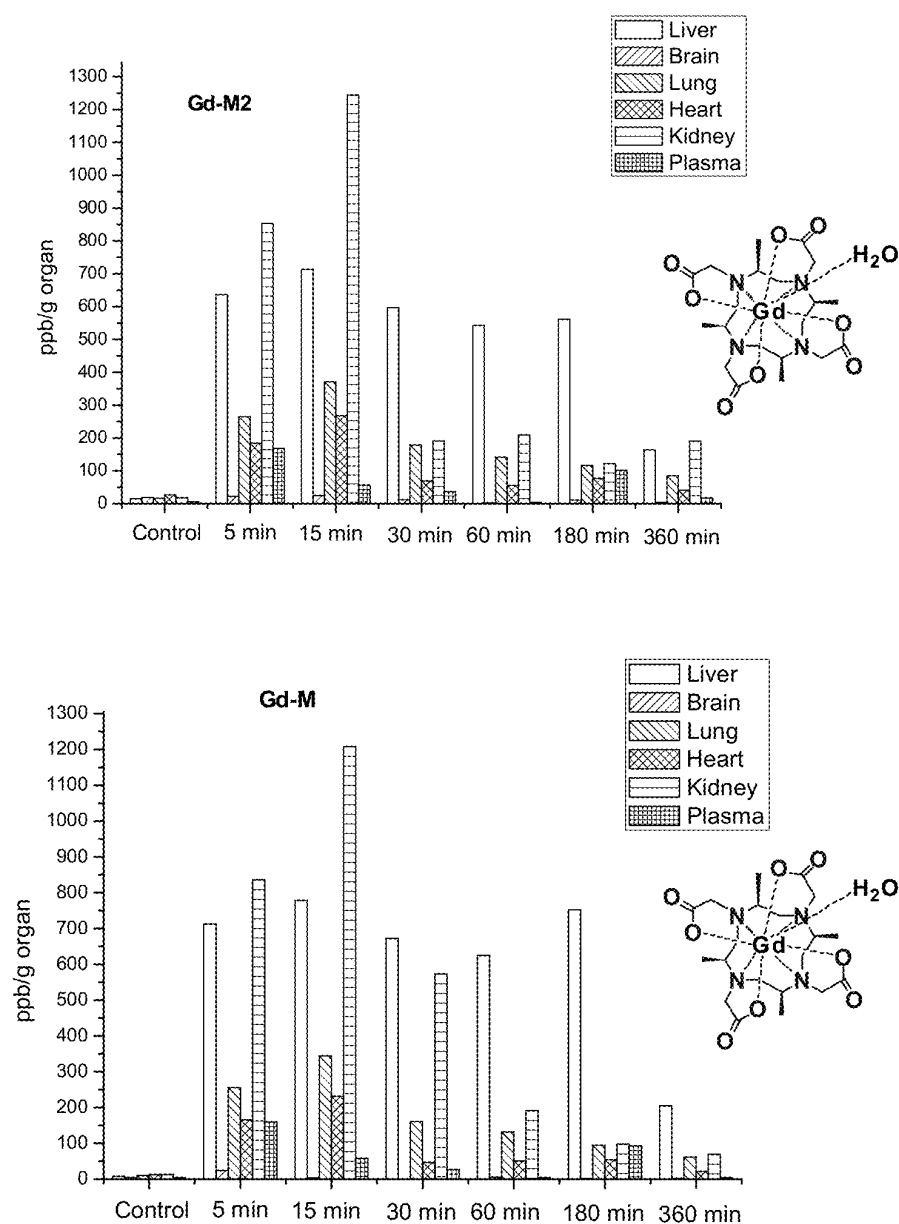 Liver
Brain
Lung
Heart
Kidney
Plasma
Gd-M2
1300
1200
1100
1000
900
800
700
600
500
400
300
200
100
0
ppb/g organ
Control 5 min 15 min 30 min 60 min 180 min 360 min
O O
O N N H₂O
O Gd O
N N O
O O
Liver
Brain
Lung
Heart
Kidney
Plasma
Gd-M
1300
1200
1100
1000
900
800
700
600
500
400
300
200
100
0
ppb/g organ
Control 5 min 15 min 30 min 60 min 180 min 360 min
O O
O N N H₂O
O Gd O
N N O
O O